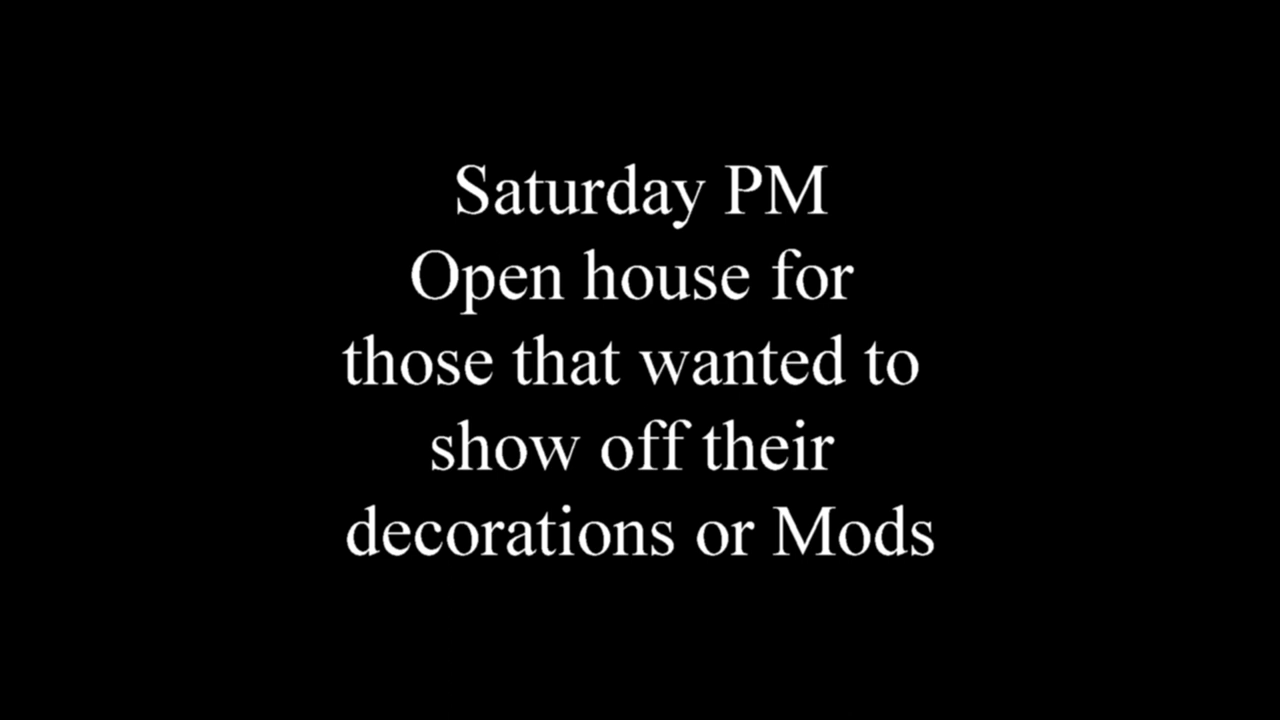 Saturday PM
Open house for
those that wanted to
show off their
decorations or Mods